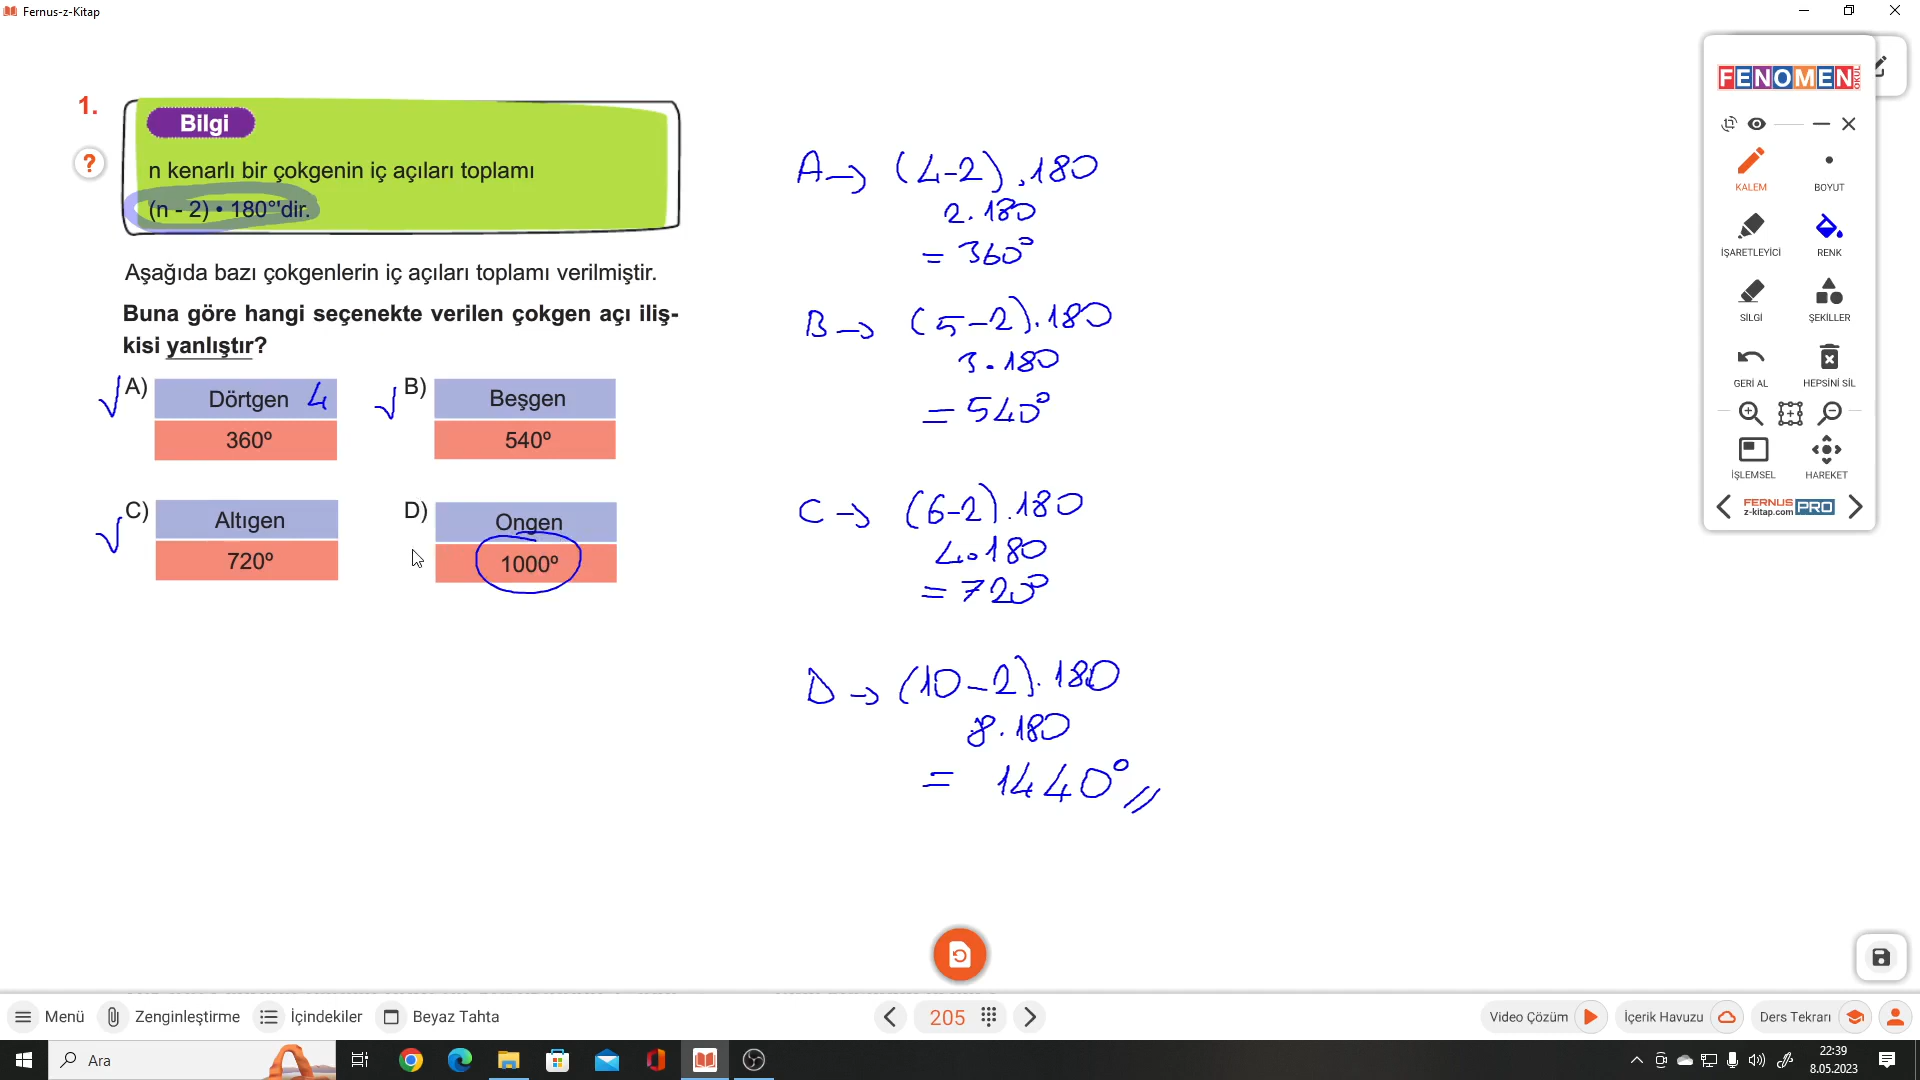 Fernus-z-Kitap
1.
Bilgi
?
n kenarlı bir çokgenin iç açıları toplamı
(n - 2) • 180°'dir.
Aşağıda bazı çokgenlerin iç açıları toplamı verilmiştir.
Buna göre hangi seçenekte verilen çokgen açı iliş-
kisi yanlıştır?
A)
Dörtgen 4
360º
B)
Beşgen
540º
C)
Altıgen
720º
D)
Ongen
1000º
A → (4-2).180
2.180
= 360°
B → (5-2).180
3.180
= 540°
C → (6-2).180
4.180
= 720°
D → (10-2).180
8.180
= 1440°//
FENOMEN OKUL
KALEM
BOYUT
İŞARETLEYİCİ
RENK
SİLGİ
ŞEKİLLER
GERİ AL
HEPSİNİ SİL
İŞLEMSEL
HAREKET
FERNUS
z-kitap.com PRO
Menü
Zenginleştirme
İçindekiler
Beyaz Tahta
205
Video Çözüm
İçerik Havuzu
Ders Tekrarı
Ara
22:39
8.05.2023